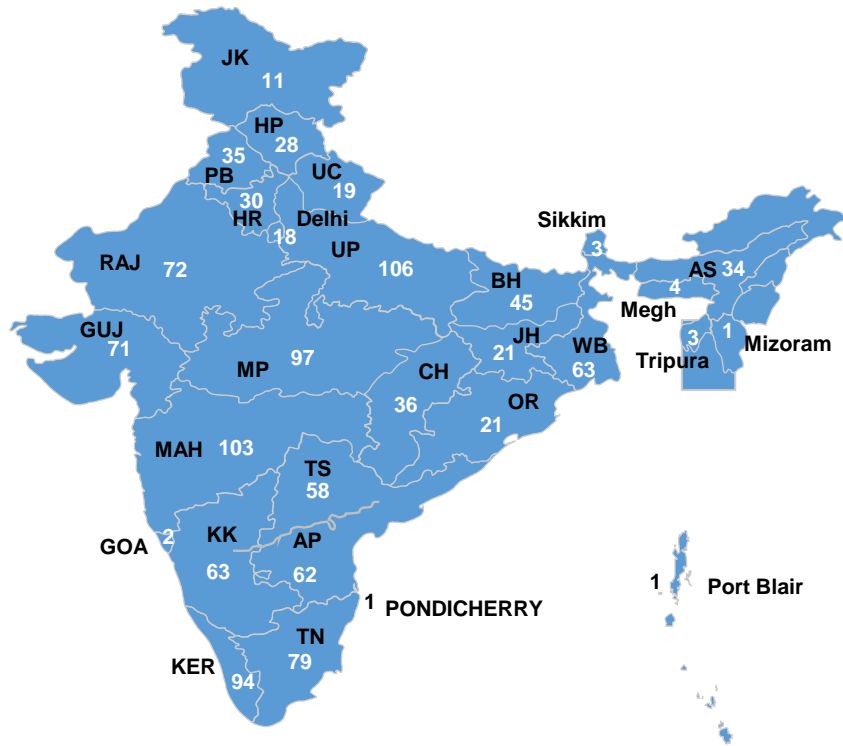 JK
11
HP
28
35
PB
UC
19
30
HR
Delhi
18
Sikkim
3
RAJ
72
UP
106
AS
34
4
Megh
BH
45
GUJ
71
JH
21
WB
63
3
Tripura
1
Mizoram
MP
97
CH
36
OR
21
MAH
103
TS
58
GOA
2
KK
63
AP
62
1 PONDICHERRY
1
Port Blair
TN
79
KER
94